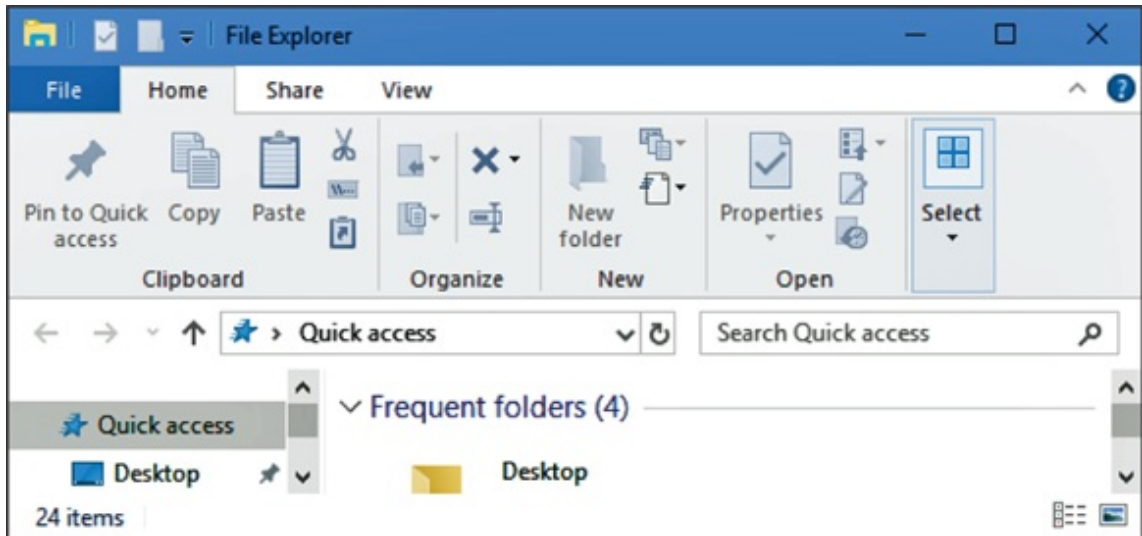 File Explorer
File Home Share View
Pin to Quick access Copy Paste New folder Properties Select
Clipboard Organize New Open
Quick access Search Quick access
Quick access Frequent folders (4)
Desktop Desktop
24 items